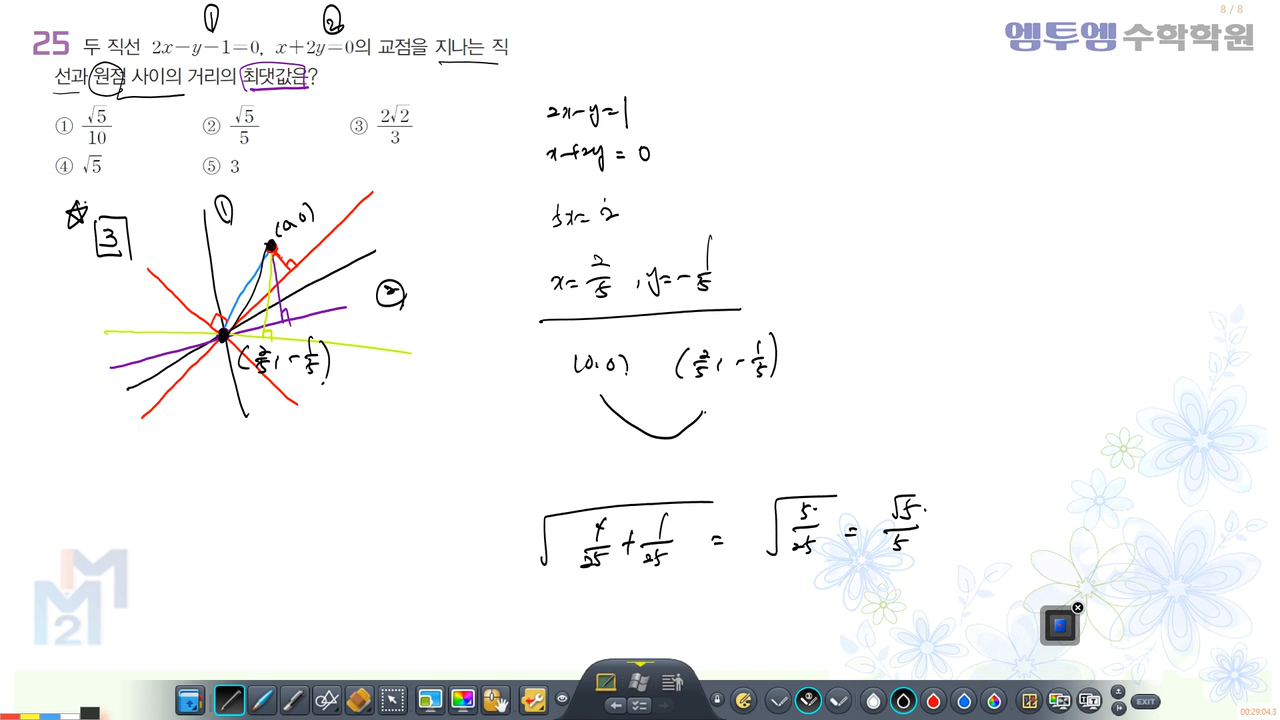 8 / 8
엠투엠수학학원
① ②
25 두 직선 2x-y-1=0, x+2y=0의 교점을 지나는 직
선과 원점 사이의 거리의 최댓값은?
① √5/10 ② √5/5 ③ 2√2/3
④ √5 ⑤ 3
2x-y=1
x+2y=0
5x=2
x=2/5, y=-1/5
(0,0) (2/5, -1/5)
√(4/25+1/25) = √(5/25) = √5/5
☆ 3
①
(0,0)
②
(2/5, -1/5)
M M 2
EXIT
00:29:04.3